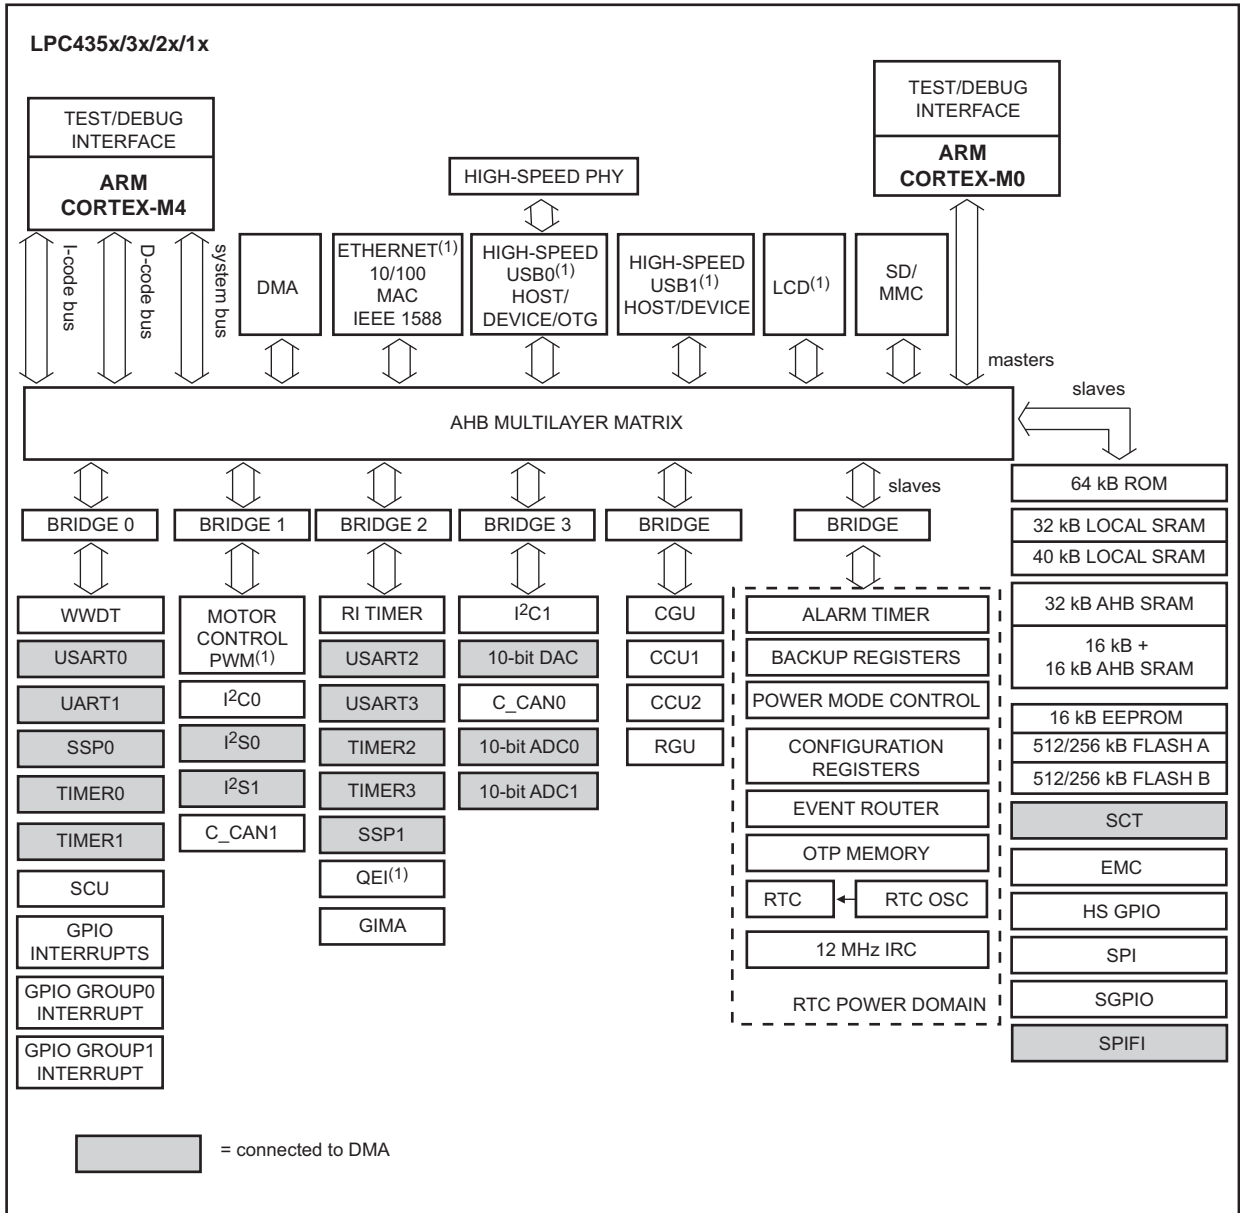 LPC435x/3x/2x/1x
TEST/DEBUG
INTERFACE
ARM
CORTEX-M4
HIGH-SPEED PHY
TEST/DEBUG
INTERFACE
ARM
CORTEX-M0
I-code bus
D-code bus
system bus
DMA
ETHERNET(1)
10/100
MAC
IEEE 1588
HIGH-SPEED
USB0(1)
HOST/
DEVICE/OTG
HIGH-SPEED
USB1(1)
HOST/DEVICE
LCD(1)
SD/
MMC
masters
slaves
AHB MULTILAYER MATRIX
slaves
BRIDGE 0
BRIDGE 1
BRIDGE 2
BRIDGE 3
BRIDGE
BRIDGE
WWDT
USART0
UART1
SSP0
TIMER0
TIMER1
SCU
GPIO
INTERRUPTS
GPIO GROUP0
INTERRUPT
GPIO GROUP1
INTERRUPT
MOTOR
CONTROL
PWM(1)
I2C0
I2S0
I2S1
C_CAN1
RI TIMER
USART2
USART3
TIMER2
TIMER3
SSP1
QEI(1)
GIMA
I2C1
10-bit DAC
C_CAN0
10-bit ADC0
10-bit ADC1
CGU
CCU1
CCU2
RGU
ALARM TIMER
BACKUP REGISTERS
POWER MODE CONTROL
CONFIGURATION
REGISTERS
EVENT ROUTER
OTP MEMORY
RTC
RTC OSC
12 MHz IRC
RTC POWER DOMAIN
64 kB ROM
32 kB LOCAL SRAM
40 kB LOCAL SRAM
32 kB AHB SRAM
16 kB +
16 kB AHB SRAM
16 kB EEPROM
512/256 kB FLASH A
512/256 kB FLASH B
SCT
EMC
HS GPIO
SPI
SGPIO
SPIFI
= connected to DMA